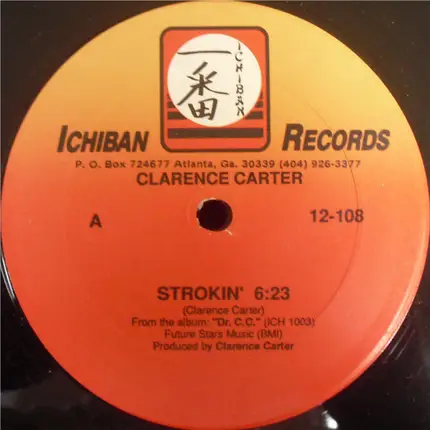 一番
ICHIBAN
ICHIBAN RECORDS
P. O. Box 724677 Atlanta, Ga. 30339 (404) 926-3377
CLARENCE CARTER
A
12-108
STROKIN' 6:23
(Clarence Carter)
From the album: "Dr. C.C." (ICH 1003)
Future Stars Music (BMI)
Produced by Clarence Carter